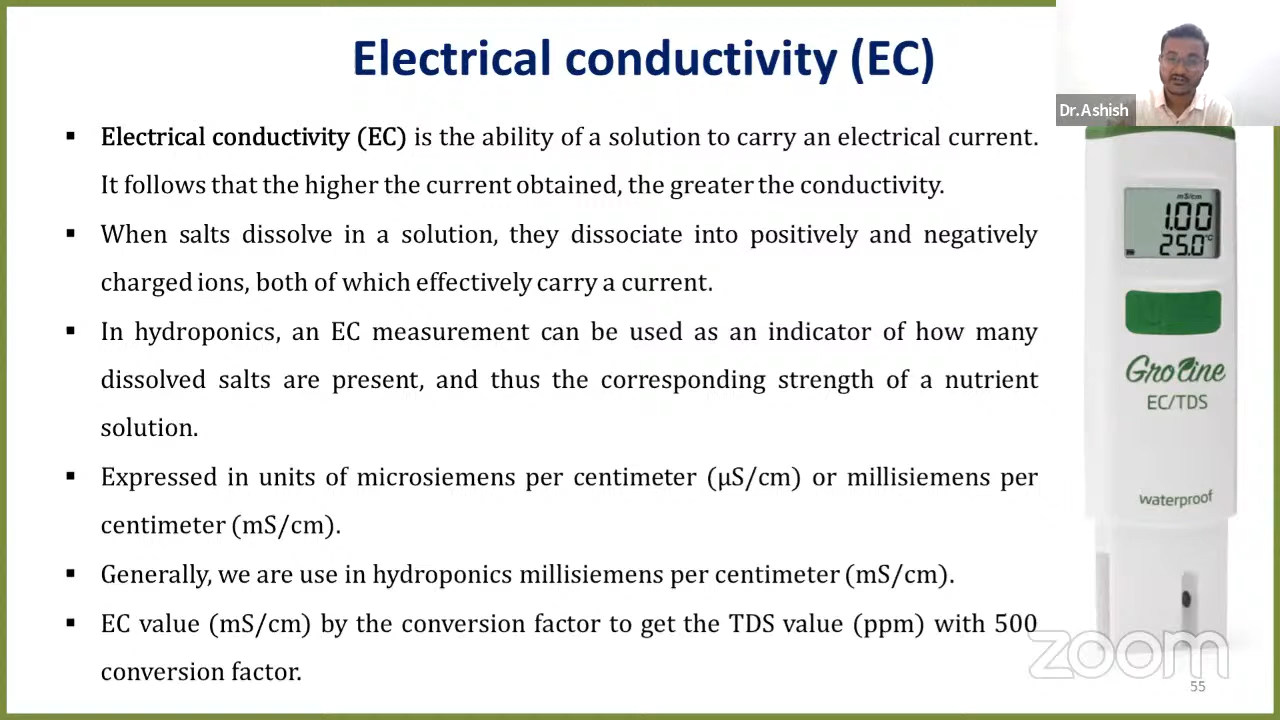 Electrical conductivity (EC)
Dr.Ashish
▪ Electrical conductivity (EC) is the ability of a solution to carry an electrical current.
It follows that the higher the current obtained, the greater the conductivity.
▪ When salts dissolve in a solution, they dissociate into positively and negatively
charged ions, both of which effectively carry a current.
▪ In hydroponics, an EC measurement can be used as an indicator of how many
dissolved salts are present, and thus the corresponding strength of a nutrient
solution.
▪ Expressed in units of microsiemens per centimeter (µS/cm) or millisiemens per
centimeter (mS/cm).
▪ Generally, we are use in hydroponics millisiemens per centimeter (mS/cm).
▪ EC value (mS/cm) by the conversion factor to get the TDS value (ppm) with 500
conversion factor.
mS/cm
1.00
25.0°C
GroLine
EC/TDS
waterproof
zoom
55